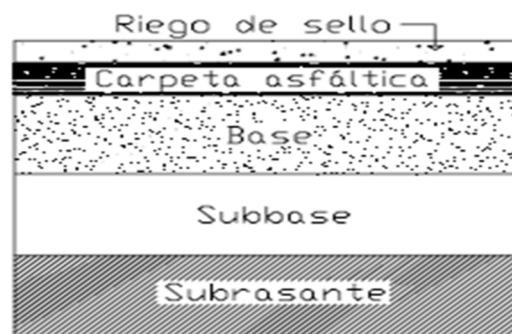 Riego de sello
Carpeta asfáltica
Base
Subbase
Subrasante